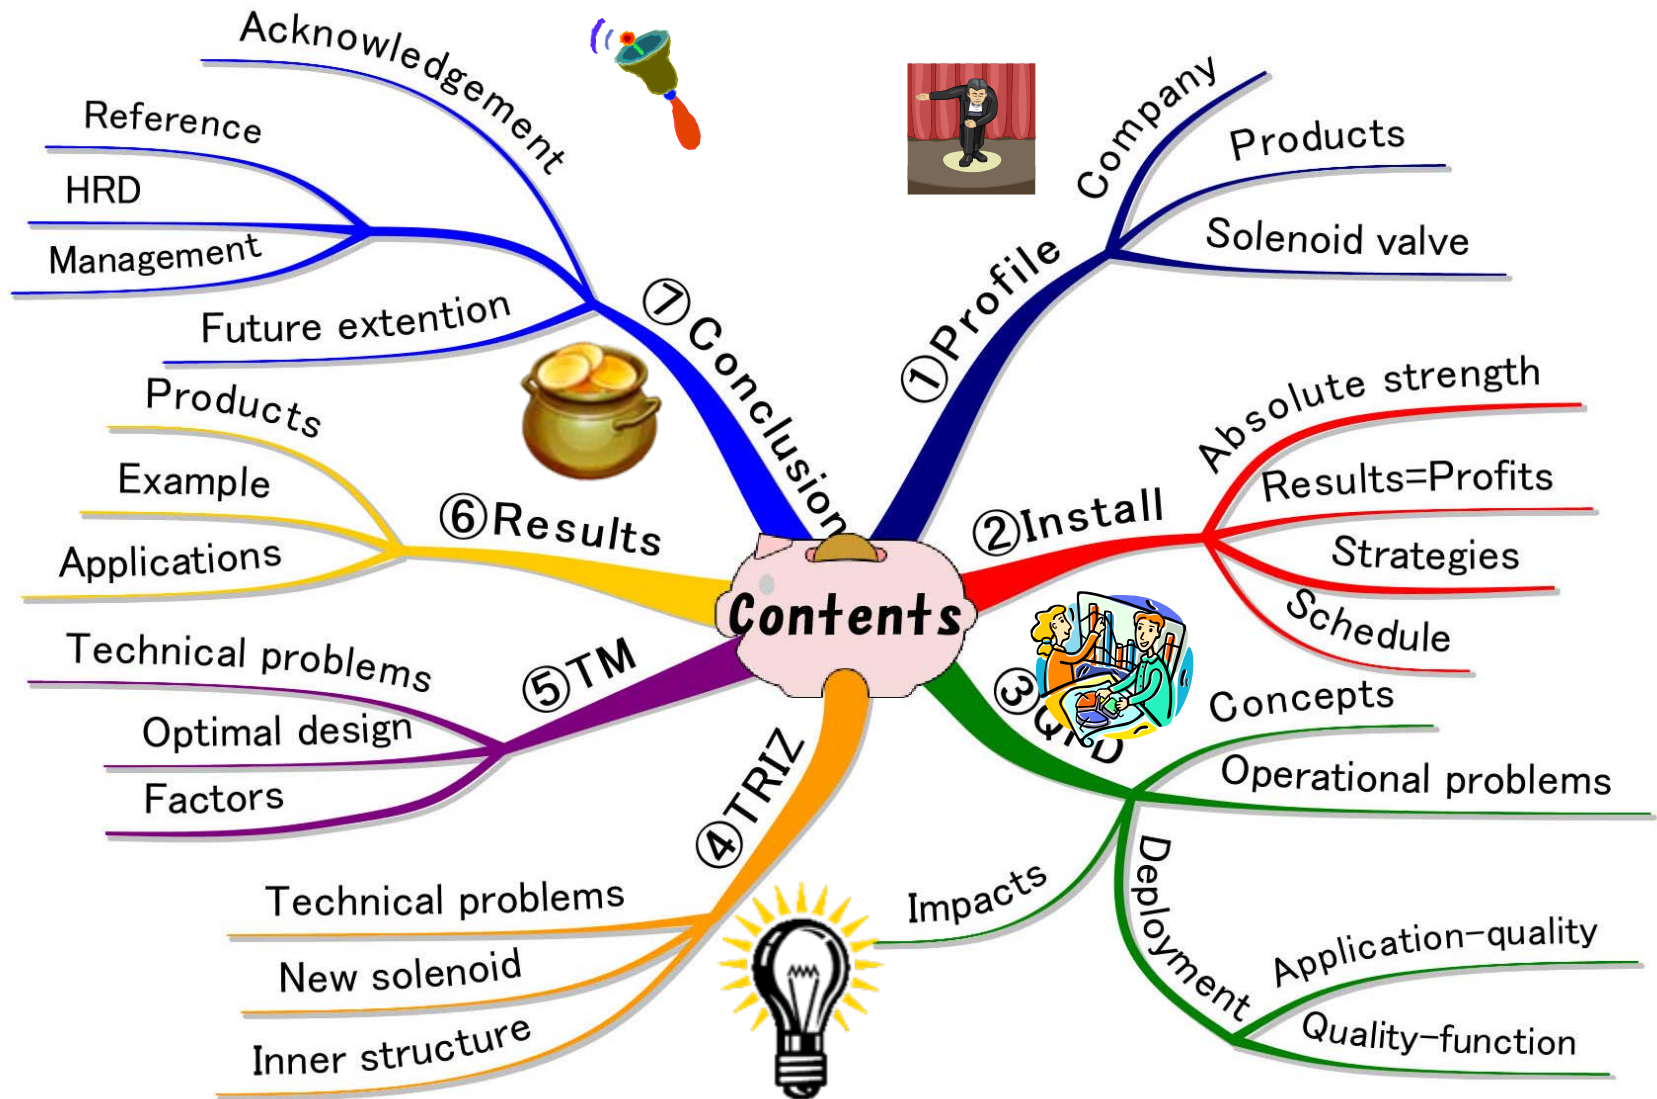 Contents
①Profile
Company
Products
Solenoid valve
②Install
Absolute strength
Results=Profits
Strategies
Schedule
③QFD
Concepts
Operational problems
Deployment
Application-quality
Quality-function
Impacts
④TRIZ
Technical problems
New solenoid
Inner structure
⑤TM
Technical problems
Optimal design
Factors
⑥Results
Products
Example
Applications
⑦Conclusion
Acknowledgement
Reference
HRD
Management
Future extention